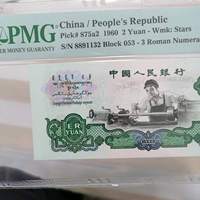 PMG
ER MONEY GUARANTY
China / People's Republic
Pick# 875a2 1960 2 Yuan - Wmk: Stars
S/N 8891132 Block 053 - 3 Roman Numeral
中国人民银行
ER YUAN